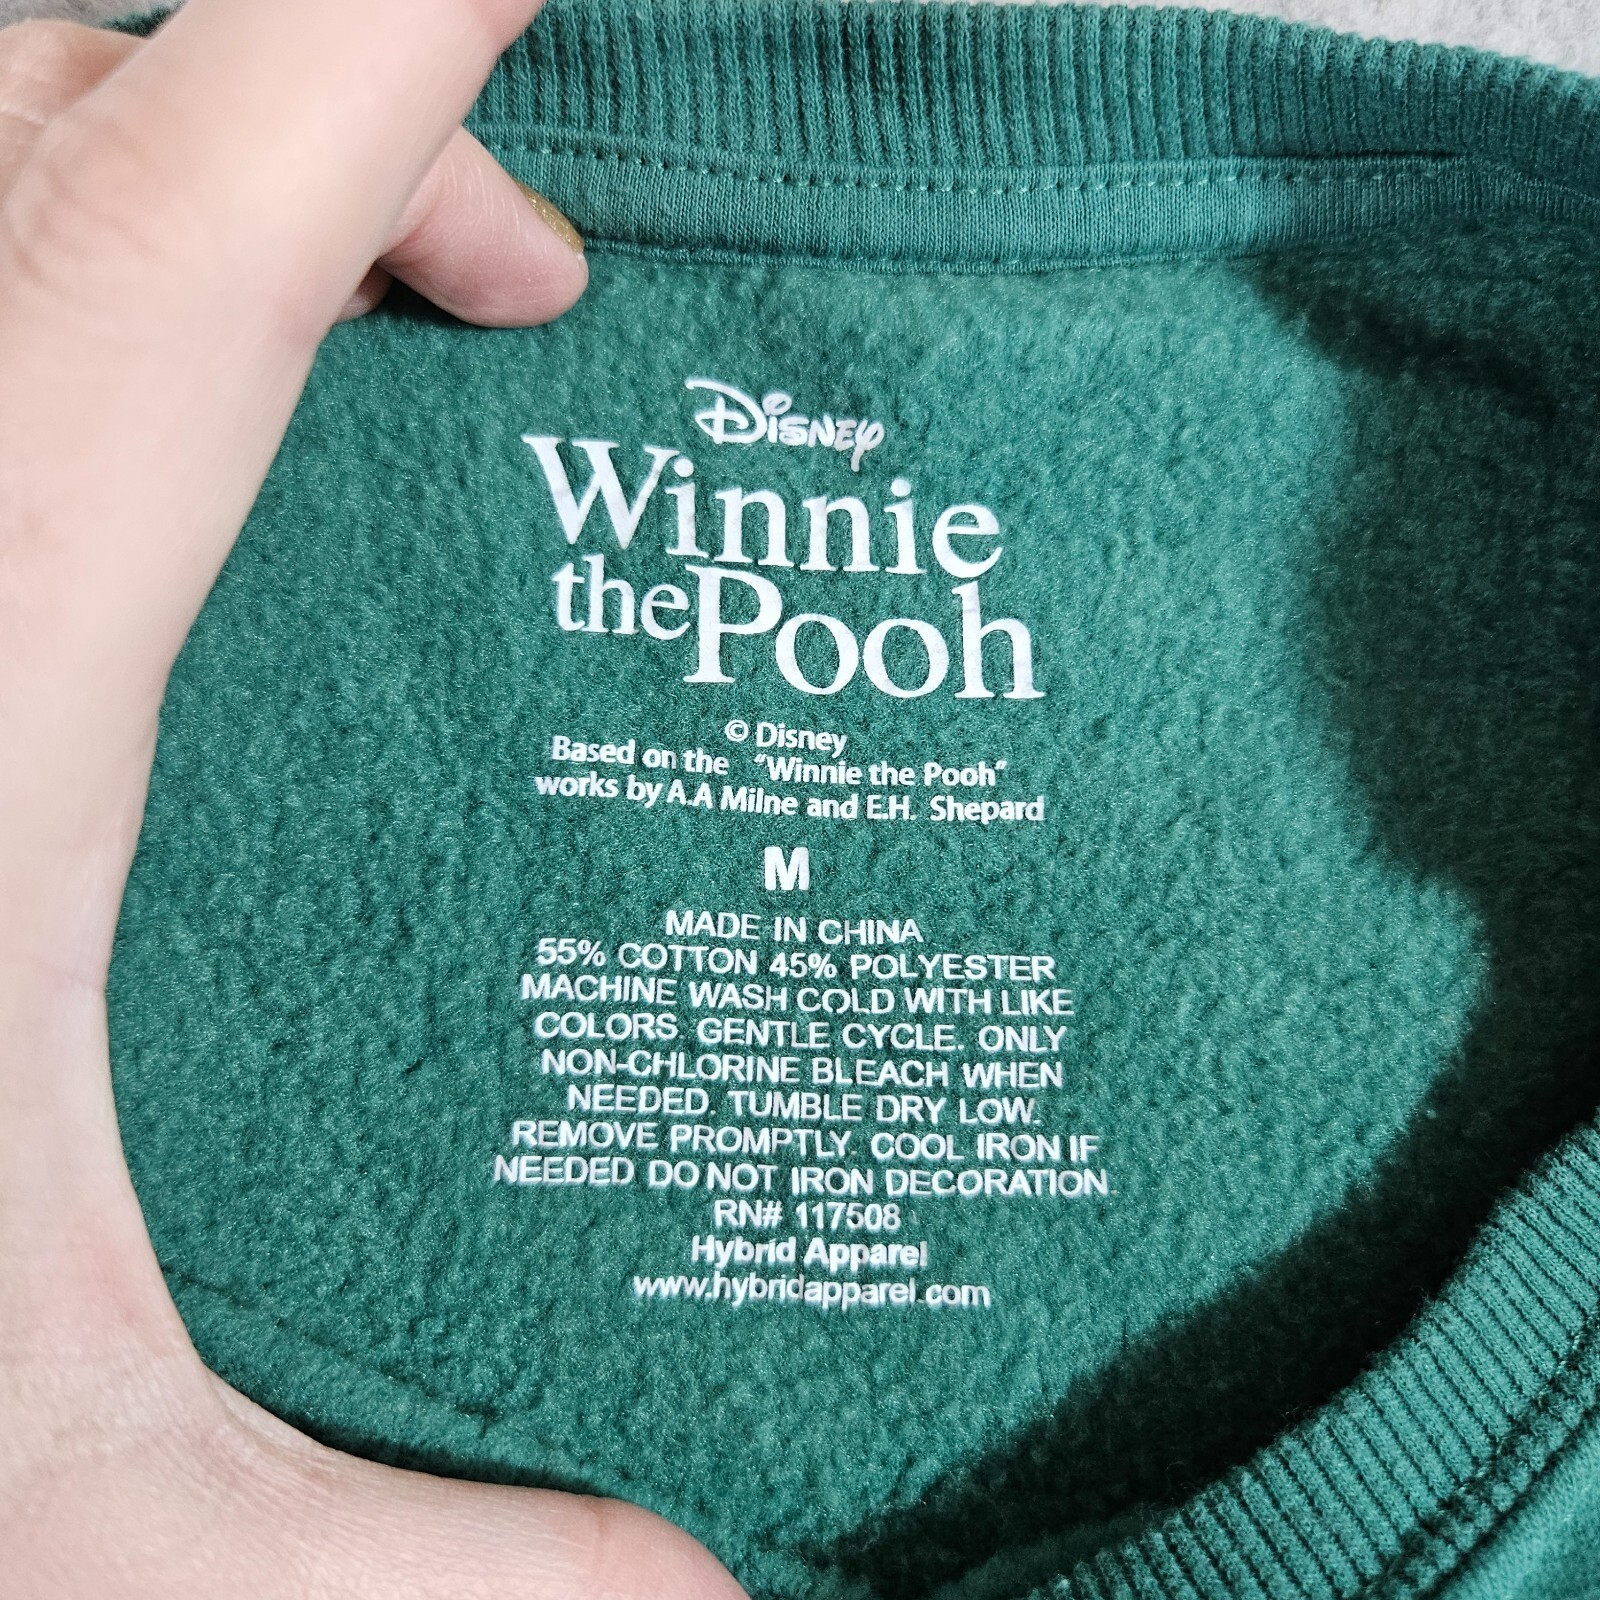 Disney
Winnie
the Pooh
© Disney
Based on the "Winnie the Pooh"
works by A.A Milne and E.H. Shepard
M
MADE IN CHINA
55% COTTON 45% POLYESTER
MACHINE WASH COLD WITH LIKE
COLORS. GENTLE CYCLE. ONLY
NON-CHLORINE BLEACH WHEN
NEEDED. TUMBLE DRY LOW.
REMOVE PROMPTLY. COOL IRON IF
NEEDED DO NOT IRON DECORATION
RN# 117508
Hybrid Apparel
www.hybridapparel.com